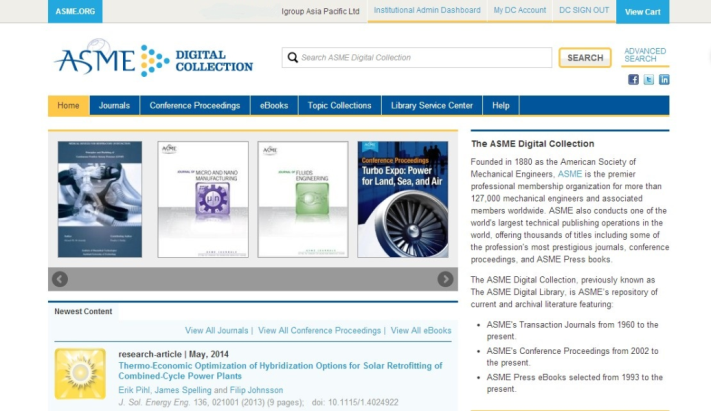 ASME.ORG
Igroup Asia Pacific Ltd
Institutional Admin Dashboard
My DC Account
DC SIGN OUT
View Cart
ASME
DIGITAL
COLLECTION
Search ASME Digital Collection
SEARCH
ADVANCED
SEARCH
Home
Journals
Conference Proceedings
eBooks
Topic Collections
Library Service Center
Help
JOURNAL OF
MICRO AND NANO
MANUFACTURING
JOURNAL OF
FLUIDS
ENGINEERING
ASME
Conference Proceedings
Turbo Expo: Power
for Land, Sea, and Air
Newest Content
View All Journals | View All Conference Proceedings | View All eBooks
research-article | May, 2014
Thermo-Economic Optimization of Hybridization Options for Solar Retrofitting of
Combined-Cycle Power Plants
Erik Pihl, James Spelling and Filip Johnsson
J. Sol. Energy Eng. 136, 021001 (2013) (9 pages); doi: 10.1115/1.4024922
The ASME Digital Collection
Founded in 1880 as the American Society of
Mechanical Engineers, ASME is the premier
professional membership organization for more than
127,000 mechanical engineers and associated
members worldwide. ASME also conducts one of the
world's largest technical publishing operations in the
world, offering thousands of titles including some of
the profession's most prestigious journals, conference
proceedings, and ASME Press books.
The ASME Digital Collection, previously known as
The ASME Digital Library, is ASME's repository of
current and archival literature featuring:
• ASME's Transaction Journals from 1960 to the
present.
• ASME's Conference Proceedings from 2002 to
the present.
• ASME Press eBooks selected from 1993 to the
present.